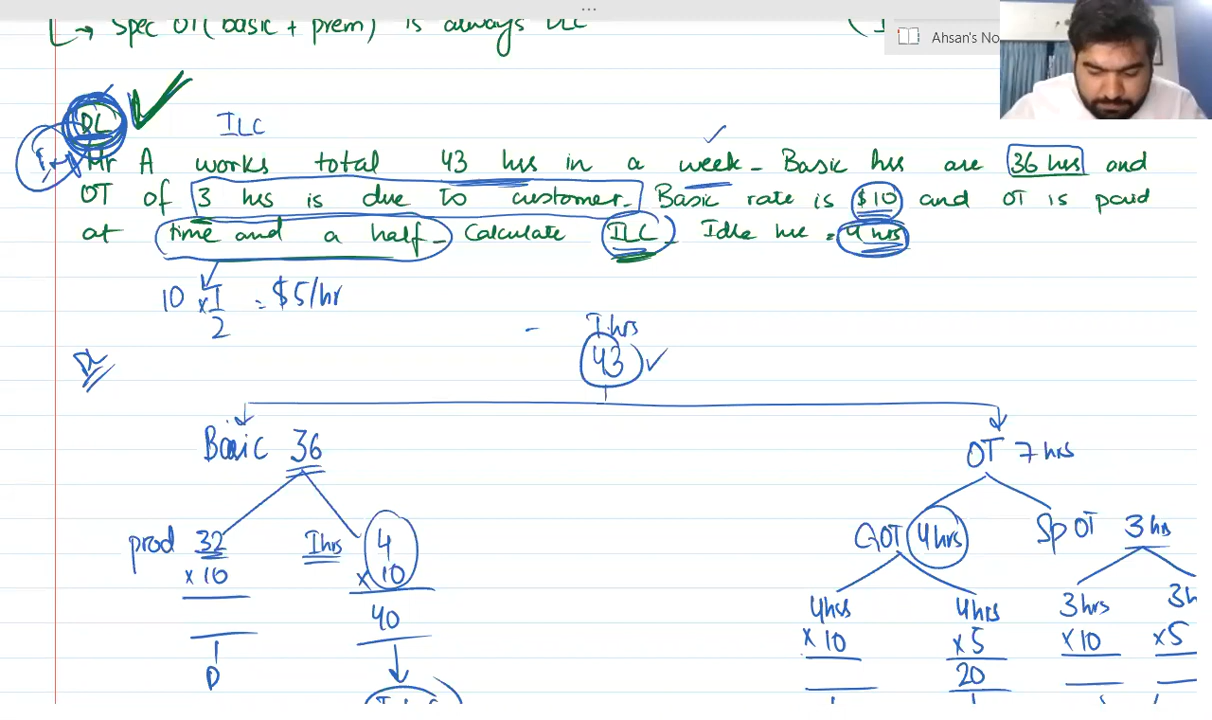 ↳ Spec OT (basic + prem) is always DLC
Ahsan's No
DL
ILC
Mr A works total 43 hrs in a week. Basic hrs are 36 hrs and
OT of 3 hrs is due to customer. Basic rate is $10 and OT is paid
at time and a half. Calculate ILC. Idle hrs = 4 hrs
10 × 1/2 = $5/hr
43
Basic 36
OT 7 hrs
prod 32 Ihrs 4
× 10 × 10
40
D
GOT 4 hrs Sp OT 3 hrs
4 hrs 4 hrs 3 hrs 3h
× 10 × 5 × 10 × 5
20